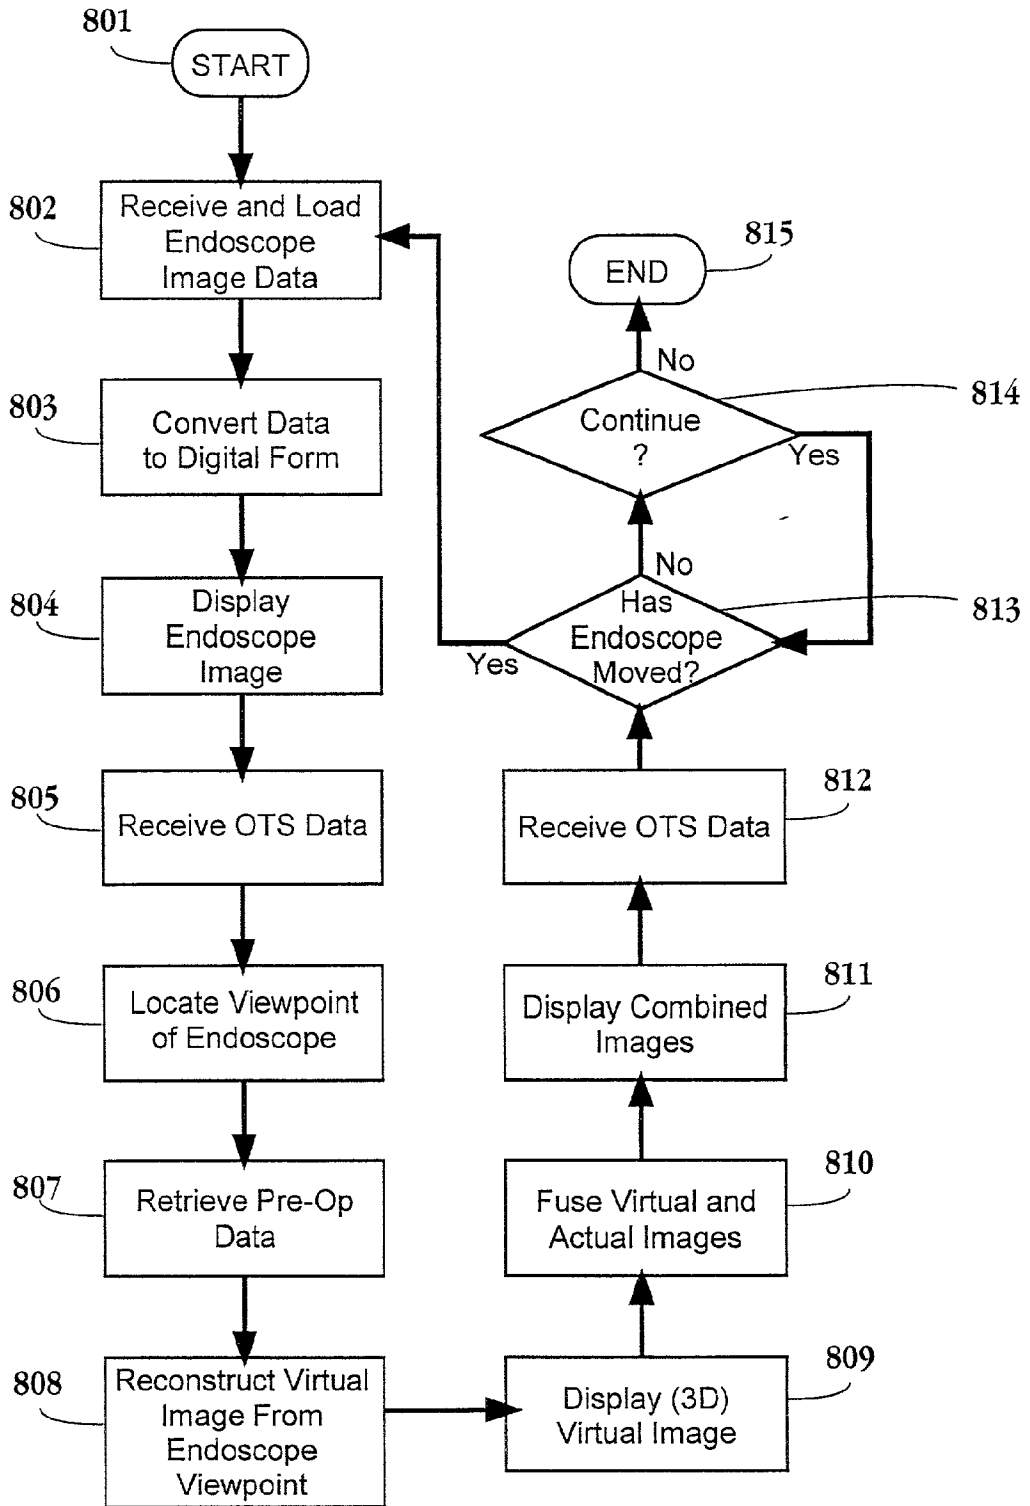 801
START
802
Receive and Load
Endoscope
Image Data
803
Convert Data
to Digital Form
804
Display
Endoscope
Image
805
Receive OTS Data
806
Locate Viewpoint
of Endoscope
807
Retrieve Pre-Op
Data
808
Reconstruct Virtual
Image From
Endoscope
Viewpoint
809
Display (3D)
Virtual Image
810
Fuse Virtual and
Actual Images
811
Display Combined
Images
812
Receive OTS Data
813
Has
Endoscope
Moved?
Yes
No
814
Continue
?
Yes
No
815
END